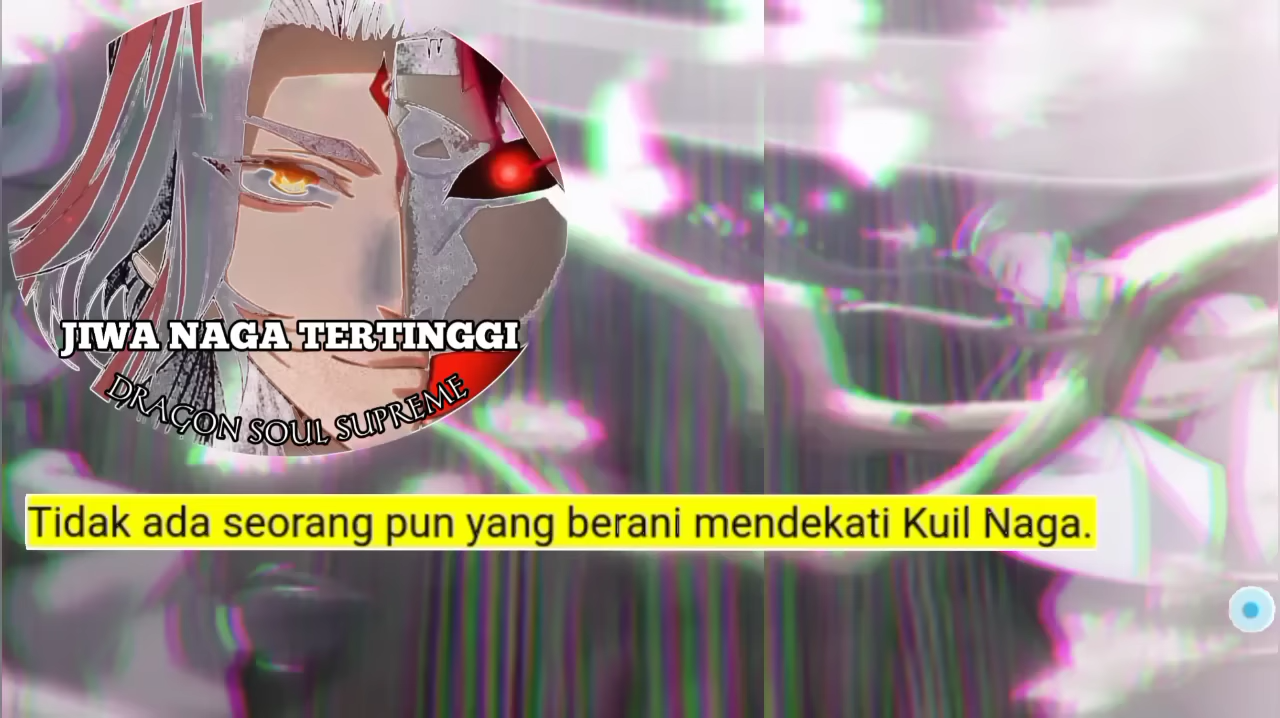 JIWA NAGA TERTINGGI
DRAGON SOUL SUPREME
Tidak ada seorang pun yang berani mendekati Kuil Naga.